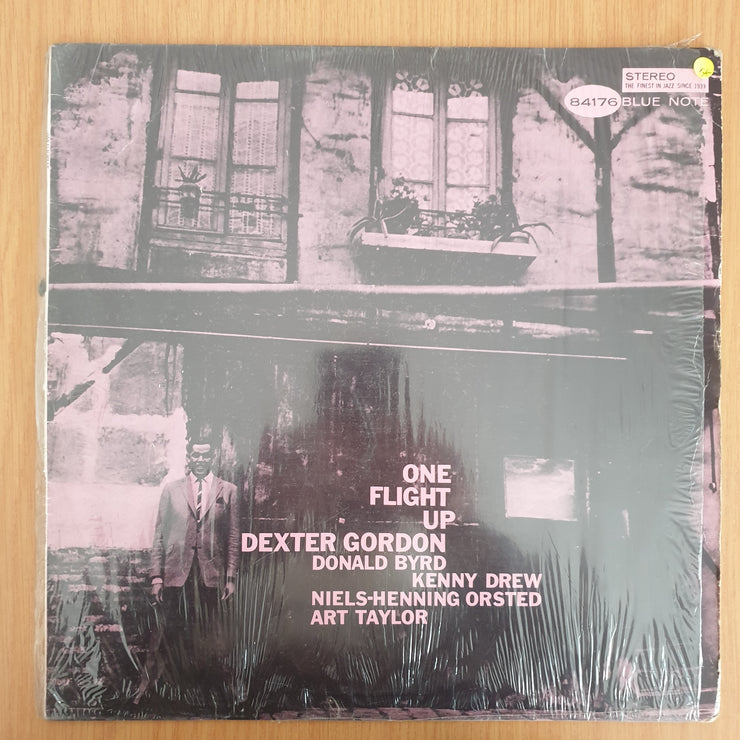 STEREO
THE FINEST IN JAZZ SINCE 1939
84176 BLUE NOTE
ONE
FLIGHT
UP
DEXTER GORDON
DONALD BYRD
KENNY DREW
NIELS-HENNING ORSTED
ART TAYLOR